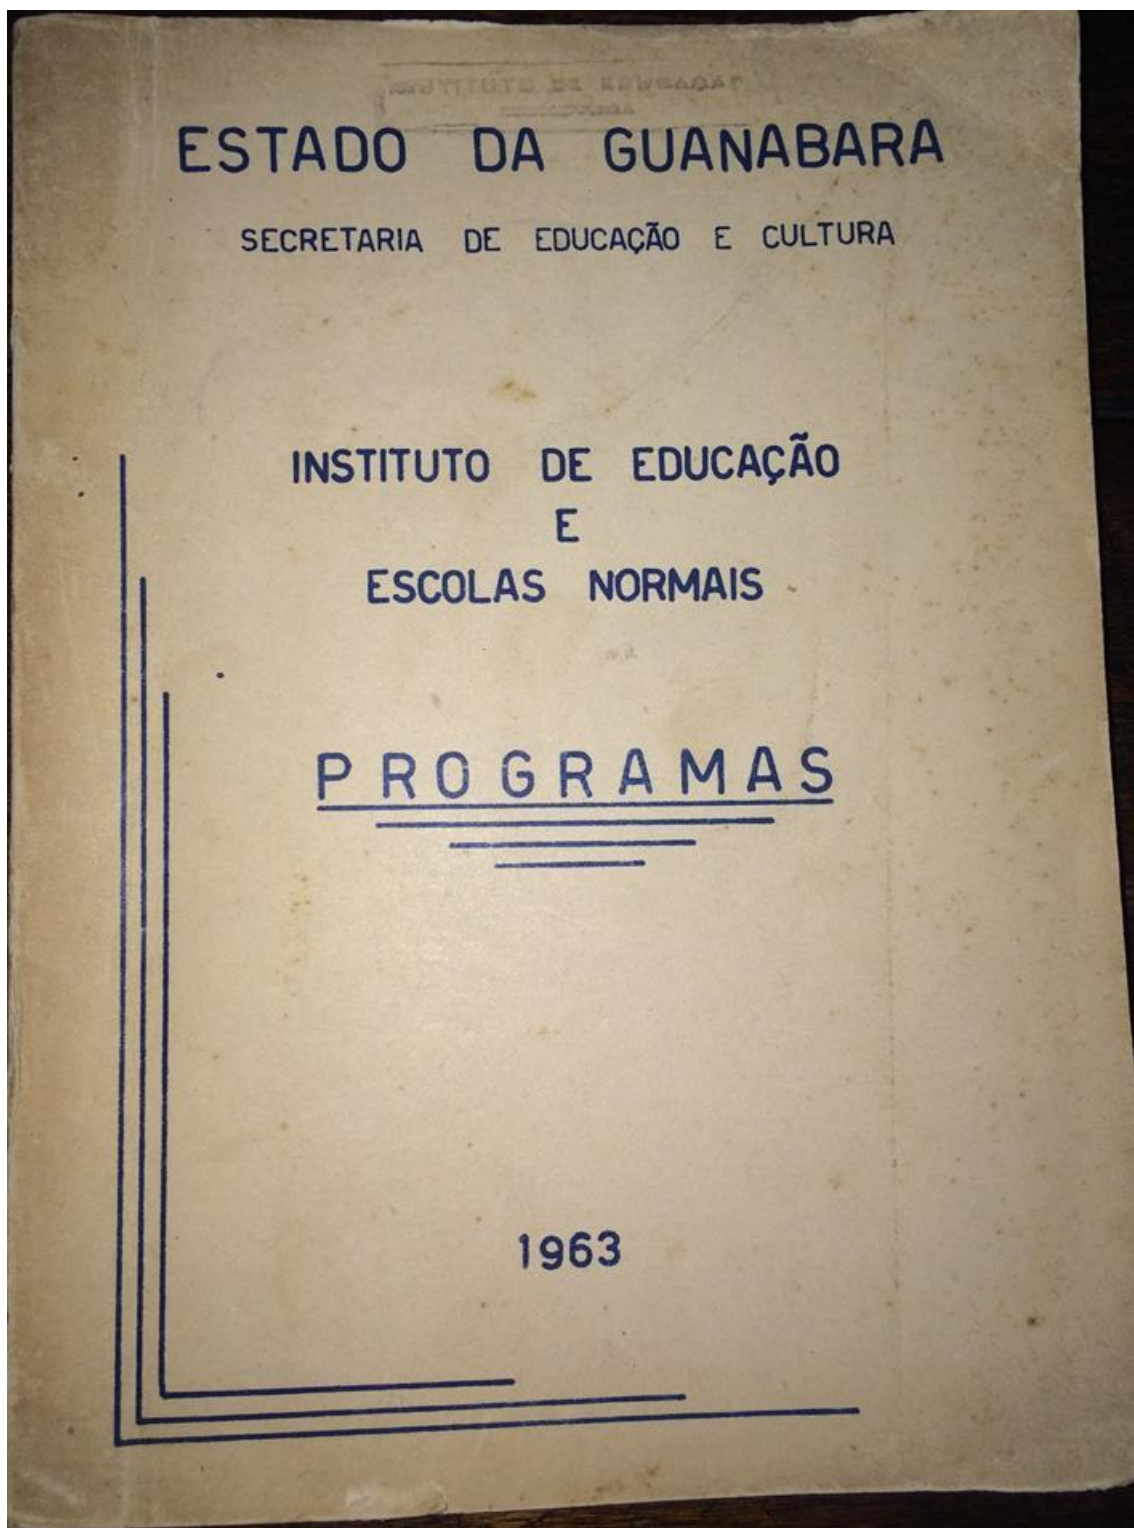 ESTADO DA GUANABARA
SECRETARIA DE EDUCAÇÃO E CULTURA
INSTITUTO DE EDUCAÇÃO
E
ESCOLAS NORMAIS
PROGRAMAS
1963